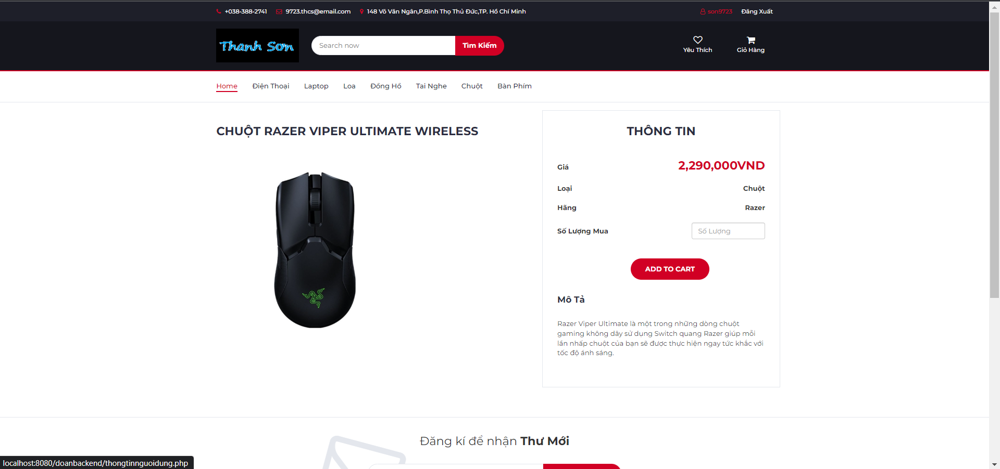 +038-388-2741 9723.thcs@email.com 148 Võ Văn Ngân,P.Bình Thọ Thủ Đức,TP. Hồ Chí Minh son9723 Đăng Xuất
Thanh Sơn Search now Tìm Kiếm Yêu Thích Giỏ Hàng
Home Điện Thoại Laptop Loa Đồng Hồ Tai Nghe Chuột Bàn Phím
CHUỘT RAZER VIPER ULTIMATE WIRELESS
THÔNG TIN
Giá 2,290,000VND
Loại Chuột
Hãng Razer
Số Lượng Mua Số Lượng
ADD TO CART
Mô Tả
Razer Viper Ultimate là một trong những dòng chuột
gaming không dây sử dụng Switch quang Razer giúp mỗi
lần nhấp chuột của bạn sẽ được thực hiện ngay tức khắc với
tốc độ ánh sáng.
Đăng kí để nhận Thư Mới
localhost:8080/doanbackend/thongtinnguoidung.php